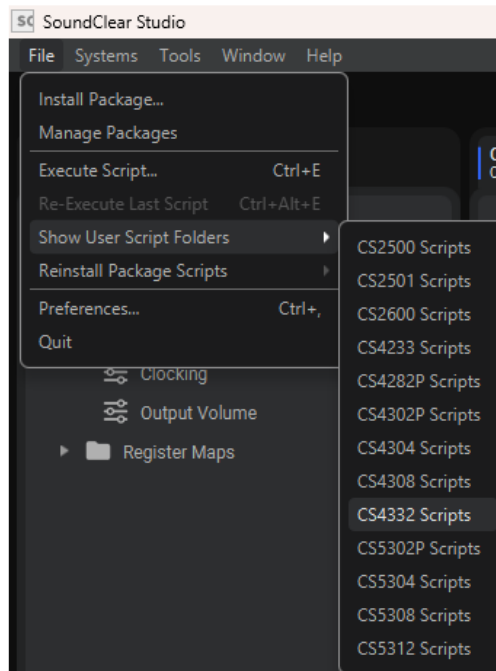 SC SoundClear Studio
File Systems Tools Window Help
Install Package...
Manage Packages
Execute Script... Ctrl+E
Re-Execute Last Script Ctrl+Alt+E
Show User Script Folders
Reinstall Package Scripts
Preferences... Ctrl+,
Quit
CS2500 Scripts
CS2501 Scripts
CS2600 Scripts
CS4233 Scripts
CS4282P Scripts
CS4302P Scripts
CS4304 Scripts
CS4308 Scripts
CS4332 Scripts
CS5302P Scripts
CS5304 Scripts
CS5308 Scripts
CS5312 Scripts
Clocking
Output Volume
Register Maps